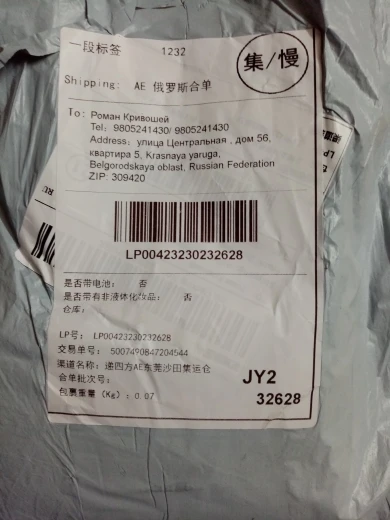 一段标签 1232
集/慢
Shipping: AE 俄罗斯合单
To: Роман Кривошей
Tel: 9805241430/ 9805241430
Address: улица Центральная , дом 56,
квартира 5, Krasnaya yaruga,
Belgorodskaya oblast, Russian Federation
ZIP: 309420
LP00423230232628
是否带电池: 否
是否带有非液体化妆品: 否
仓库:
LP号: LP00423230232628
交易单号: 5007490847204544
渠道名称: 递四方AE东莞沙田集运仓
合单批次号:
包裹重量 (Kg): 0.07
JY2
32628